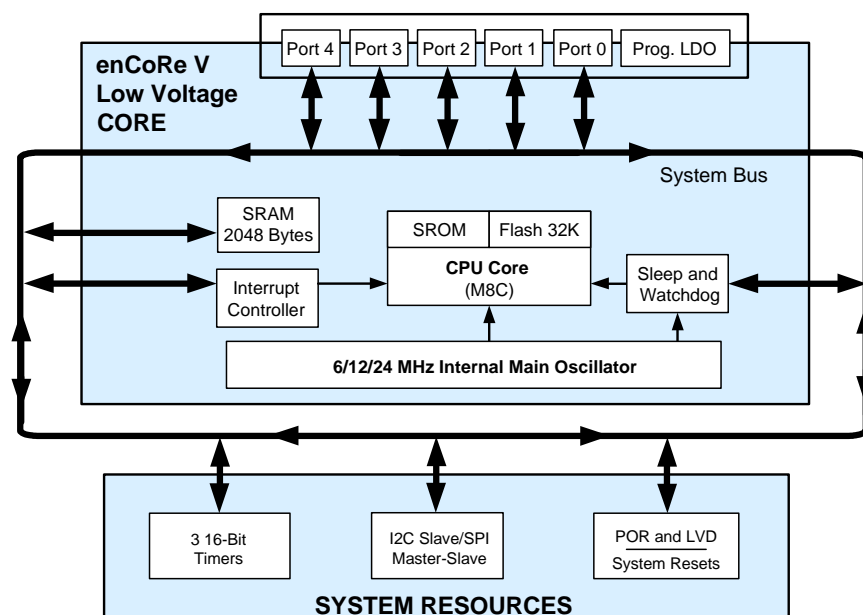 Port 4 Port 3 Port 2 Port 1 Port 0 Prog. LDO
enCoRe V
Low Voltage
CORE
System Bus
SRAM
2048 Bytes
SROM Flash 32K
CPU Core
(M8C)
Interrupt
Controller
Sleep and
Watchdog
6/12/24 MHz Internal Main Oscillator
3 16-Bit
Timers
I2C Slave/SPI
Master-Slave
POR and LVD
System Resets
SYSTEM RESOURCES